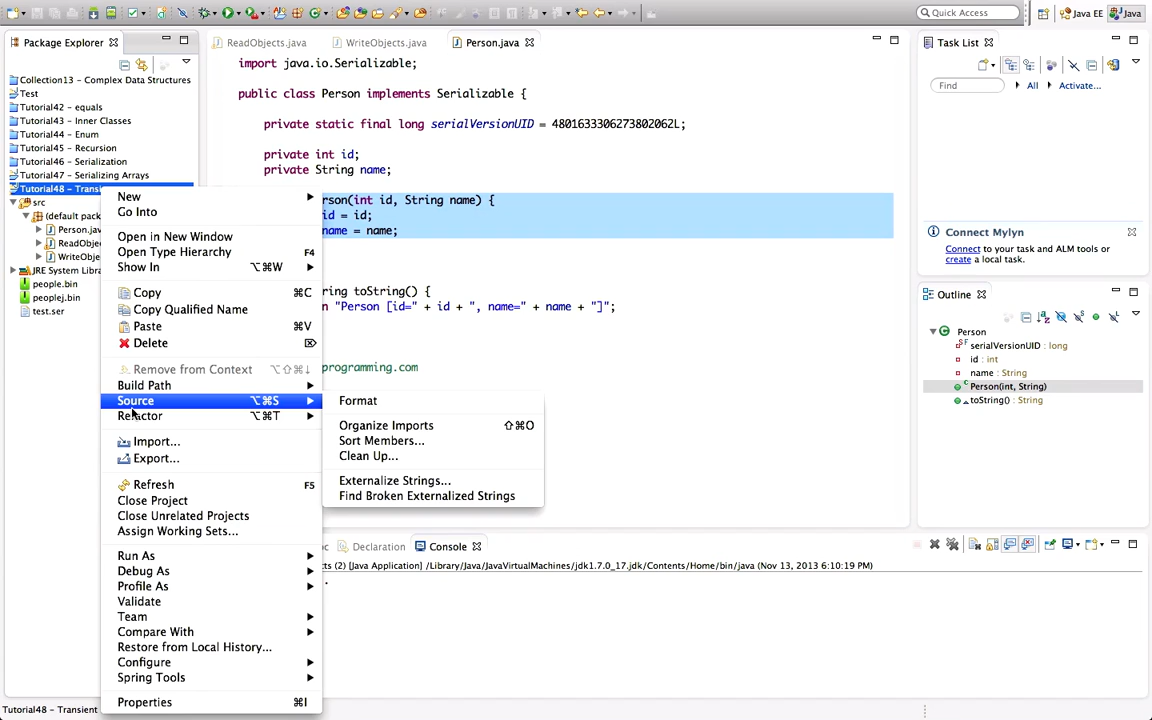 Quick Access
Java EE
Java
Package Explorer
Collection13 - Complex Data Structures
Test
Tutorial42 - equals
Tutorial43 - Inner Classes
Tutorial44 - Enum
Tutorial45 - Recursion
Tutorial46 - Serialization
Tutorial47 - Serializing Arrays
Tutorial48 - Transi
src
(default pack
Person.jav
ReadObje
WriteObje
JRE System Libra
people.bin
peoplej.bin
test.ser
New
Go Into
Open in New Window
Open Type Hierarchy F4
Show In ⌥⌘W
Copy ⌘C
Copy Qualified Name
Paste ⌘V
Delete ⌦
Remove from Context ⌥⇧⌘↓
Build Path
Source ⌥⌘S
Refactor ⌥⌘T
Import...
Export...
Refresh F5
Close Project
Close Unrelated Projects
Assign Working Sets...
Run As
Debug As
Profile As
Validate
Team
Compare With
Restore from Local History...
Configure
Spring Tools
Properties ⌘I
Format
Organize Imports ⇧⌘O
Sort Members...
Clean Up...
Externalize Strings...
Find Broken Externalized Strings
ReadObjects.java
WriteObjects.java
Person.java
import java.io.Serializable;
public class Person implements Serializable {
private static final long serialVersionUID = 4801633306273802062L;
private int id;
private String name;
rson(int id, String name) {
id = id;
name = name;
ring toString() {
n "Person [id=" + id + ", name=" + name + "]";
programming.com
Declaration
Console
ts (2) [Java Application] /Library/Java/JavaVirtualMachines/jdk1.7.0_17.jdk/Contents/Home/bin/java (Nov 13, 2013 6:10:19 PM)
.
Task List
Find
All
Activate...
Connect Mylyn
Connect to your task and ALM tools or
create a local task.
Outline
Person
serialVersionUID : long
id : int
name : String
Person(int, String)
toString() : String
Tutorial48 - Transient